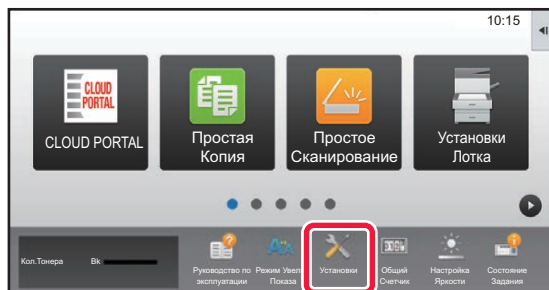 10:15
CLOUD
PORTAL
CLOUD PORTAL
Простая
Копия
Простое
Сканирование
Установки
Лотка
Кол.Тонера
Bk
Руководство по
эксплуатации
Режим Увел
Показа
Установки
Общий
Счетчик
Настройка
Яркости
Состояние
Задания